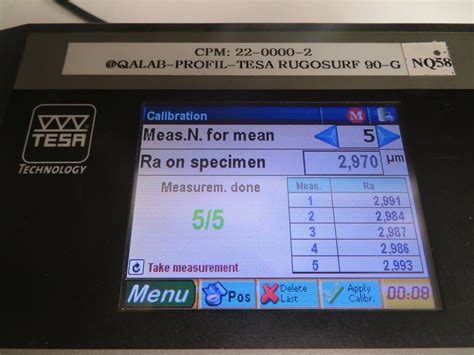 CPM: 22-0000-2
@QALAB-PROFIL-TESA RUGOSURF 90-G
NQ58
TESA
TECHNOLOGY
Calibration M
Meas.N. for mean 5
Ra on specimen 2,970 µm
Measurem. done
5/5
Meas. Ra
1 2,991
2 2,984
3 2,987
4 2,986
5 2,993
Take measurement
Menu Pos Delete Last Apply Calibr. 00:09